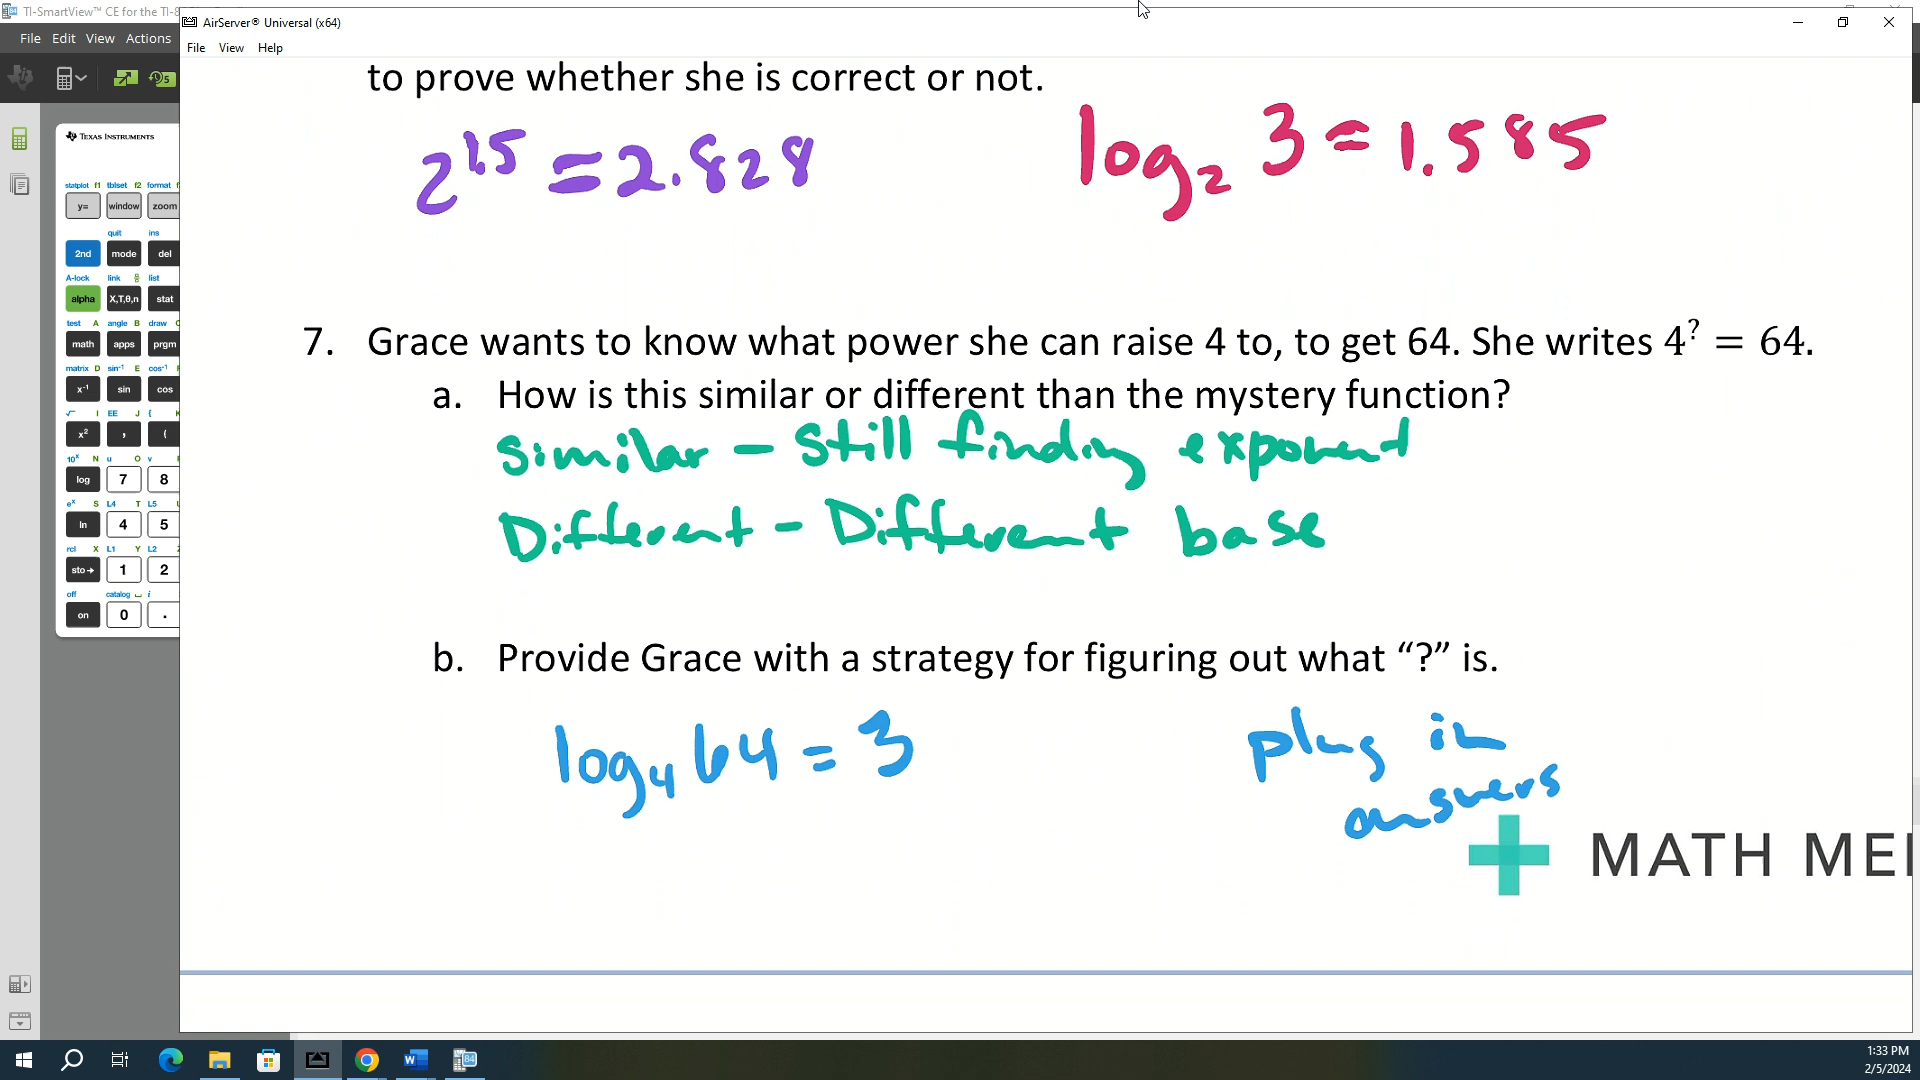 TI-SmartView™ CE for the TI-8
AirServer® Universal (x64)
File Edit View Actions
File View Help
to prove whether she is correct or not.
2^1.5 = 2.828
log₂ 3 = 1.585
TEXAS INSTRUMENTS
statplot f1 tblset f2 format f
y= window zoom
quit ins
2nd mode del
A-lock link θ list
alpha X,T,θ,n stat
test A angle B draw C
math apps prgm
matrix D sin⁻¹ E cos⁻¹ F
x⁻¹ sin cos
√ I EE J { K
x² , (
10ˣ N u O v
log 7 8
eˣ S L4 T L5 U
ln 4 5
rcl X L1 Y L2 Z
sto→ 1 2
off catalog i
on 0 .
7. Grace wants to know what power she can raise 4 to, to get 64. She writes 4^? = 64.
a. How is this similar or different than the mystery function?
similar – still finding exponent
Different – Different base
b. Provide Grace with a strategy for figuring out what “?” is.
log₄ 64 = 3
plug in
answers
MATH MEI
1:33 PM
2/5/2024